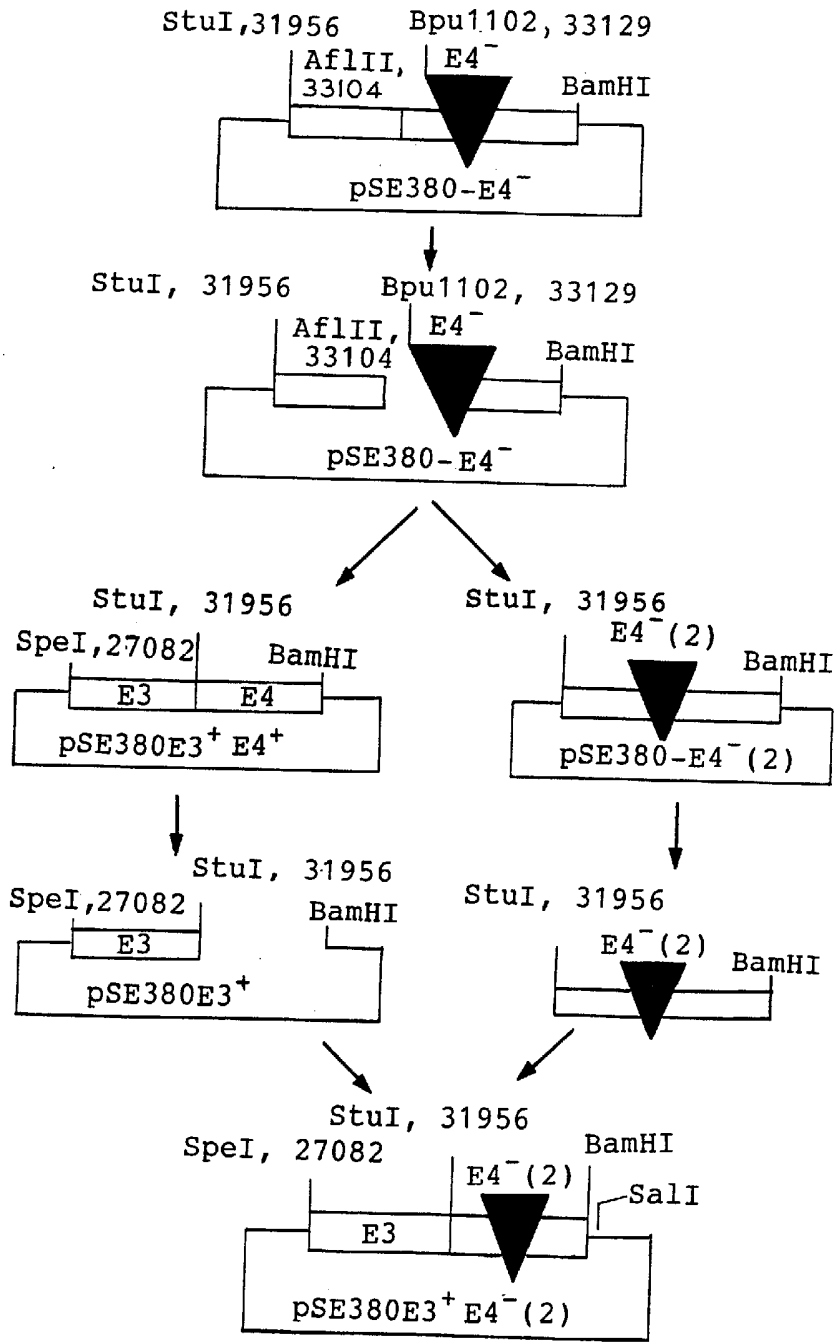 StuI,31956 Bpu1102, 33129
AflII, E4⁻
33104 BamHI
pSE380-E4⁻
StuI, 31956 Bpu1102, 33129
AflII, E4⁻
33104 BamHI
pSE380-E4⁻
StuI, 31956 StuI, 31956
SpeI,27082 BamHI E4⁻(2) BamHI
E3 E4
pSE380E3⁺ E4⁺ pSE380-E4⁻(2)
StuI, 31956 StuI, 31956
SpeI,27082 BamHI E4⁻(2) BamHI
E3
pSE380E3⁺
StuI, 31956
SpeI, 27082 BamHI
E4⁻(2) SalI
E3
pSE380E3⁺ E4⁻(2)